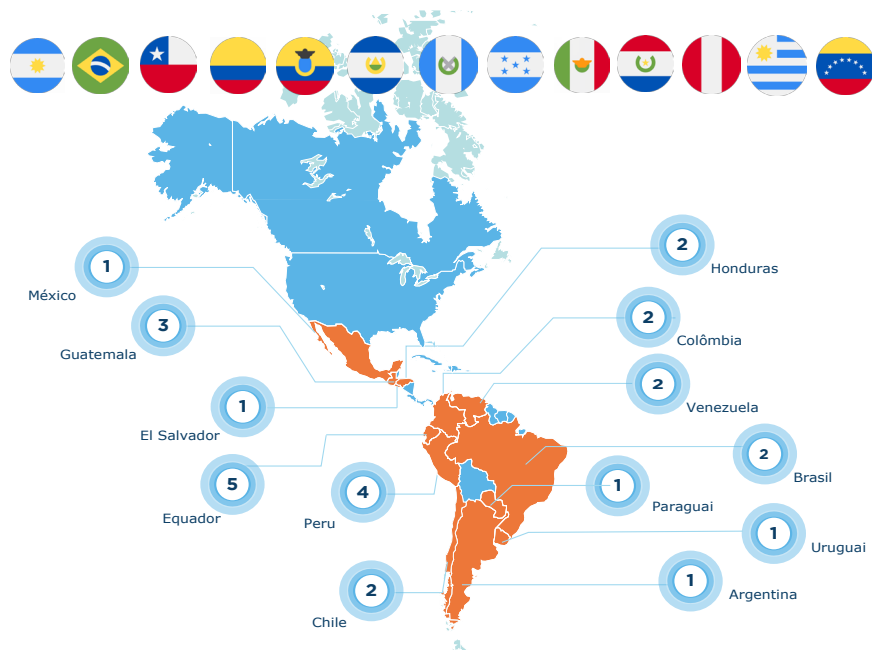 2
Honduras
1
México
2
Colômbia
3
Guatemala
2
Venezuela
1
El Salvador
2
Brasil
5
Equador
4
Peru
1
Paraguai
1
Uruguai
2
Chile
1
Argentina